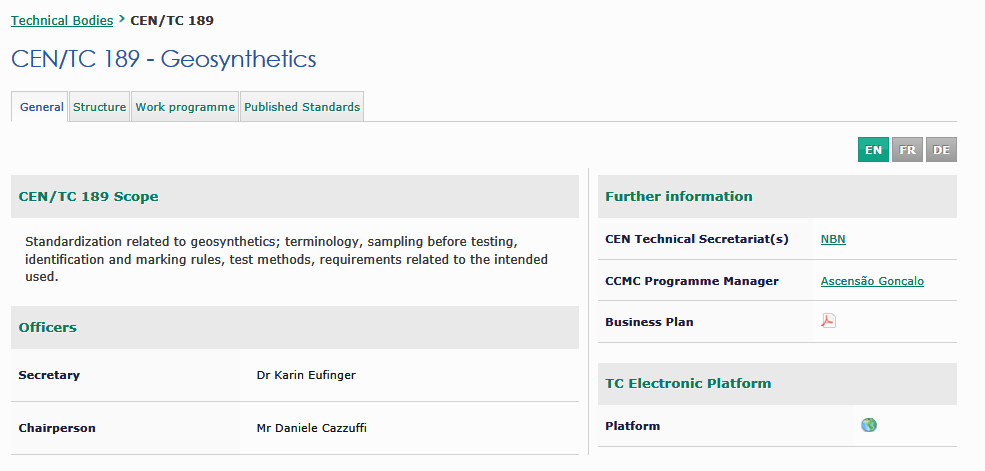 Technical Bodies > CEN/TC 189
CEN/TC 189 - Geosynthetics
General Structure Work programme Published Standards
EN FR DE
CEN/TC 189 Scope
Standardization related to geosynthetics; terminology, sampling before testing,
identification and marking rules, test methods, requirements related to the intended
used.
Officers
Secretary Dr Karin Eufinger
Chairperson Mr Daniele Cazzuffi
Further information
CEN Technical Secretariat(s) NBN
CCMC Programme Manager Ascensão Gonçalo
Business Plan
TC Electronic Platform
Platform